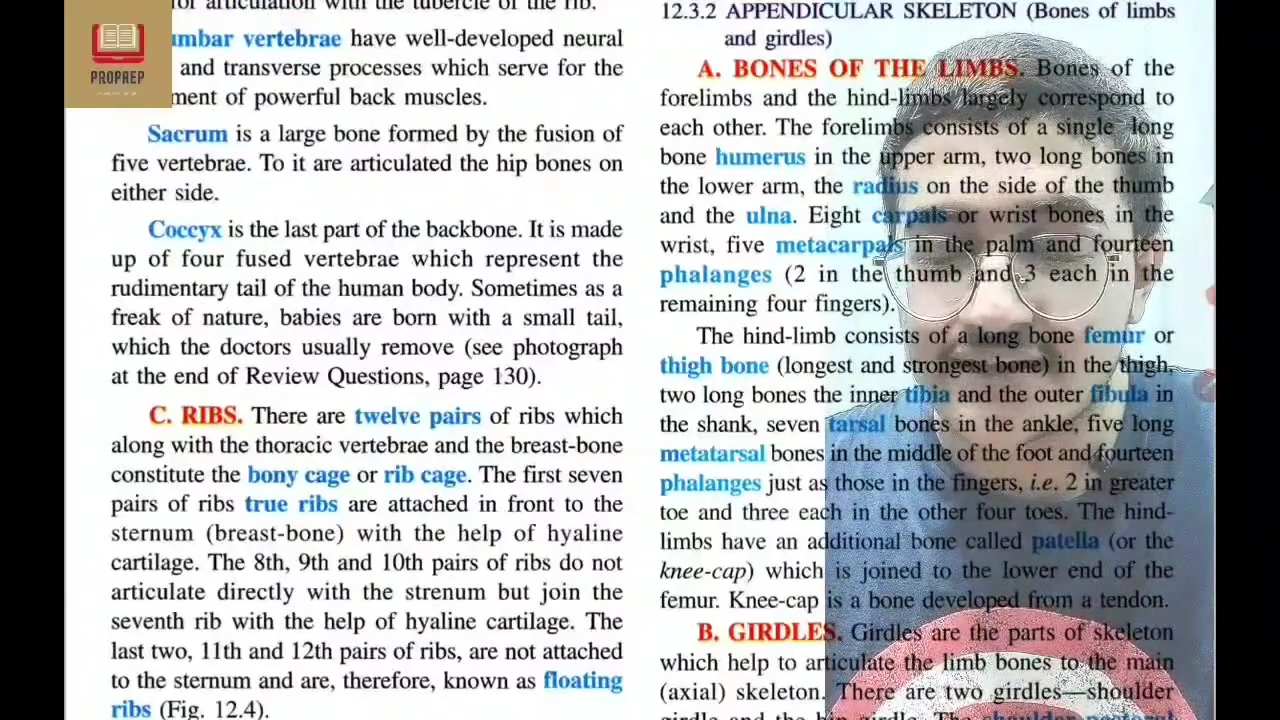 for articulation with the tubercle of the rib.
umbar vertebrae have well-developed neural
and transverse processes which serve for the
ment of powerful back muscles.
Sacrum is a large bone formed by the fusion of
five vertebrae. To it are articulated the hip bones on
either side.
Coccyx is the last part of the backbone. It is made
up of four fused vertebrae which represent the
rudimentary tail of the human body. Sometimes as a
freak of nature, babies are born with a small tail,
which the doctors usually remove (see photograph
at the end of Review Questions, page 130).
C. RIBS. There are twelve pairs of ribs which
along with the thoracic vertebrae and the breast-bone
constitute the bony cage or rib cage. The first seven
pairs of ribs true ribs are attached in front to the
sternum (breast-bone) with the help of hyaline
cartilage. The 8th, 9th and 10th pairs of ribs do not
articulate directly with the strenum but join the
seventh rib with the help of hyaline cartilage. The
last two, 11th and 12th pairs of ribs, are not attached
to the sternum and are, therefore, known as floating
ribs (Fig. 12.4).
12.3.2 APPENDICULAR SKELETON (Bones of limbs
and girdles)
A. BONES OF THE LIMBS. Bones of the
forelimbs and the hind-limbs largely correspond to
each other. The forelimbs consists of a single long
bone humerus in the upper arm, two long bones in
the lower arm, the radius on the side of the thumb
and the ulna. Eight carpals or wrist bones in the
wrist, five metacarpals in the palm and fourteen
phalanges (2 in the thumb and 3 each in the
remaining four fingers).
The hind-limb consists of a long bone femur or
thigh bone (longest and strongest bone) in the thigh,
two long bones the inner tibia and the outer fibula in
the shank, seven tarsal bones in the ankle, five long
metatarsal bones in the middle of the foot and fourteen
phalanges just as those in the fingers, i.e. 2 in greater
toe and three each in the other four toes. The hind-
limbs have an additional bone called patella (or the
knee-cap) which is joined to the lower end of the
femur. Knee-cap is a bone developed from a tendon.
B. GIRDLES. Girdles are the parts of skeleton
which help to articulate the limb bones to the main
(axial) skeleton. There are two girdles—shoulder
girdle and the hip girdle. The shoulder pectoral
PROPREP